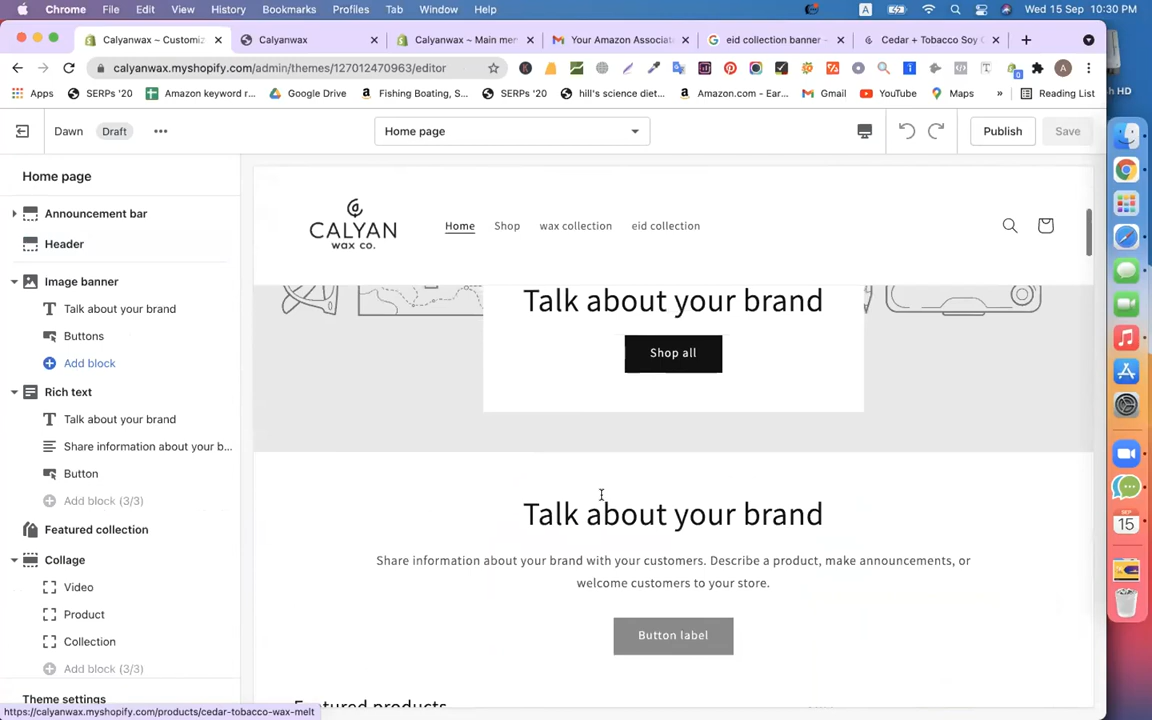 Chrome File Edit View History Bookmarks Profiles Tab Window Help A Wed 15 Sep 10:30 PM
Calyanwax ~ Customiz Calyanwax Calyanwax ~ Main me Your Amazon Associat eid collection banner - Cedar + Tobacco Soy C
calyanwax.myshopify.com/admin/themes/127012470963/editor
Apps SERPs '20 Amazon keyword r... Google Drive Fishing Boating, S... SERPs '20 hill's science diet... Amazon.com - Ear... Gmail YouTube Maps » Reading List
Dawn Draft Home page Publish Save
Home page
Announcement bar
Header
Image banner
Talk about your brand
Buttons
Add block
Rich text
Talk about your brand
Share information about your b...
Button
Add block (3/3)
Featured collection
Collage
Video
Product
Collection
Add block (3/3)
Theme settings
https://calyanwax.myshopify.com/products/cedar-tobacco-wax-melt
CALYAN
wax co.
Home Shop wax collection eid collection
Talk about your brand
Shop all
Talk about your brand
Share information about your brand with your customers. Describe a product, make announcements, or
welcome customers to your store.
Button label
Featured products
SEP
15